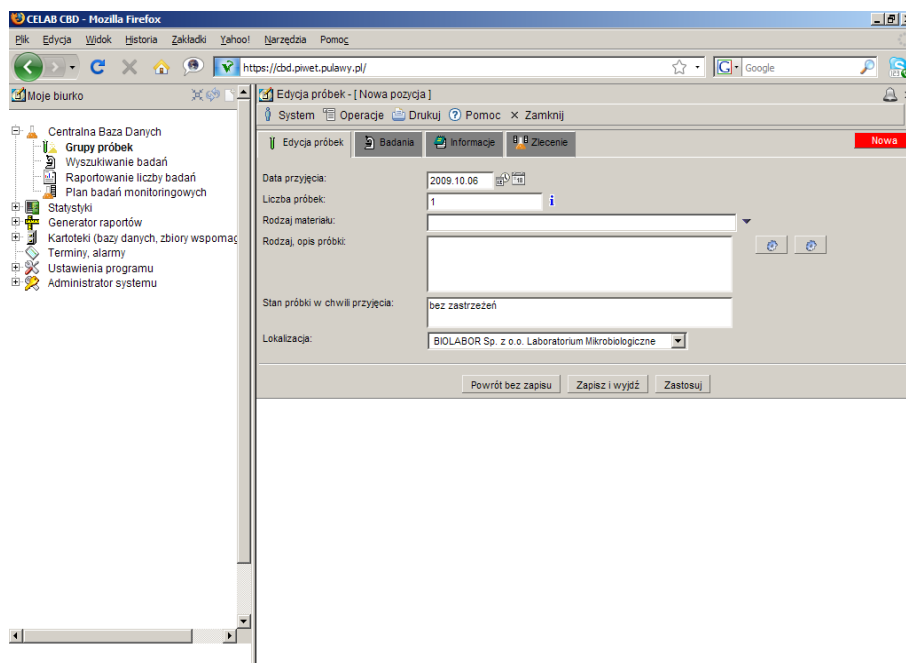 CELAB CBD - Mozilla Firefox
Plik Edycja Widok Historia Zakładki Yahoo! Narzędzia Pomoc
https://cbd.piwet.pulawy.pl/ G Google
Moje biurko
Centralna Baza Danych
Grupy próbek
Wyszukiwanie badań
Raportowanie liczby badań
Plan badań monitoringowych
Statystyki
Generator raportów
Kartoteki (bazy danych, zbiory wspomag
Terminy, alarmy
Ustawienia programu
Administrator systemu
Edycja próbek - [ Nowa pozycja ]
System Operacje Drukuj Pomoc Zamknij
Edycja próbek Badania Informacje Zlecenie Nowa
Data przyjęcia: 2009.10.06
Liczba próbek: 1 i
Rodzaj materiału:
Rodzaj, opis próbki:
Stan próbki w chwili przyjęcia: bez zastrzeżeń
Lokalizacja: BIOLABOR Sp. z o.o. Laboratorium Mikrobiologiczne
Powrót bez zapisu Zapisz i wyjdź Zastosuj